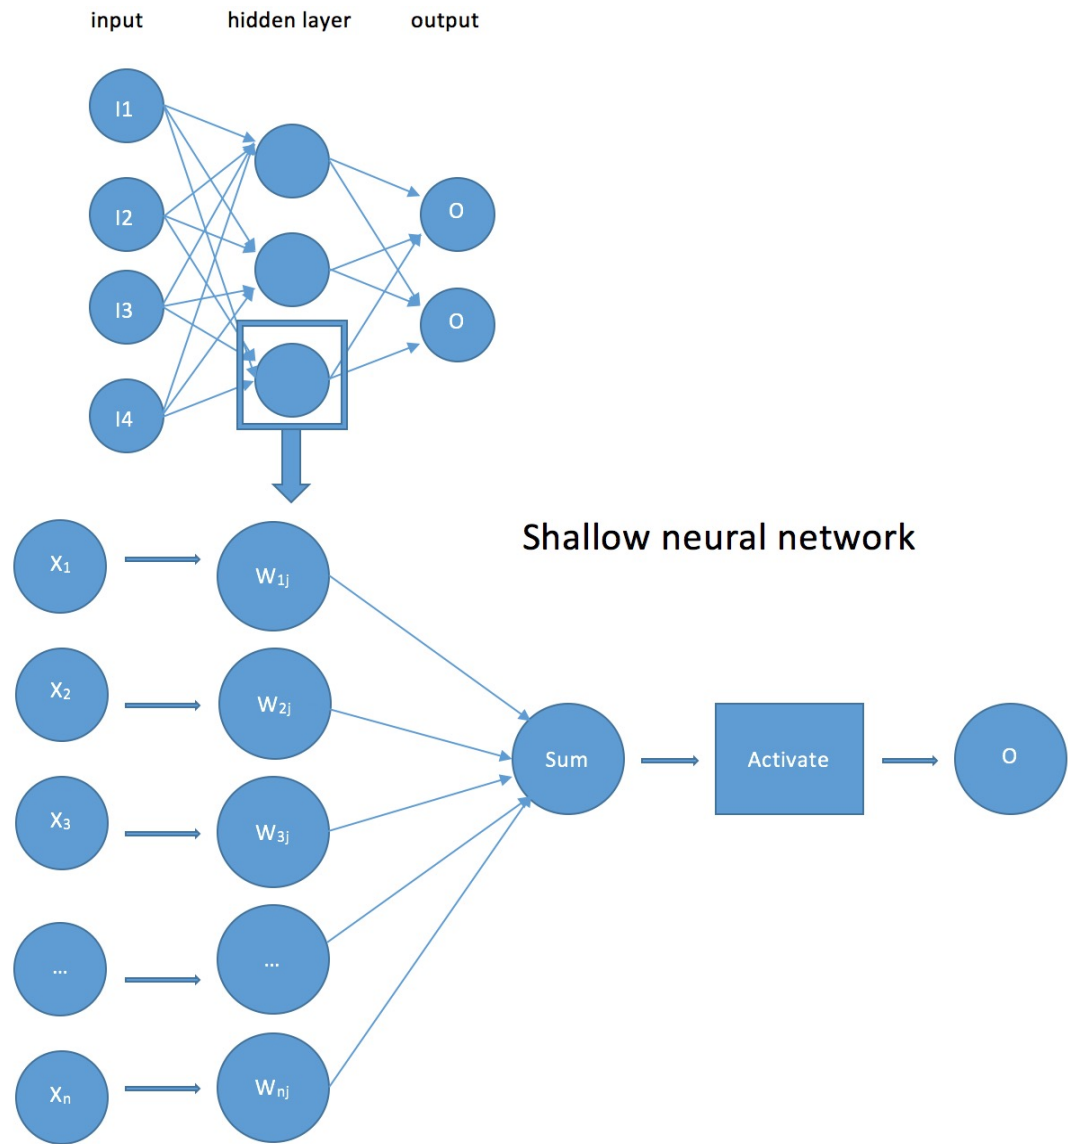 input hidden layer output
I1
I2
I3
I4
O
O
Shallow neural network
X₁ W₁ⱼ
X₂ W₂ⱼ
X₃ W₃ⱼ
... ...
Xₙ Wₙⱼ
Sum Activate O